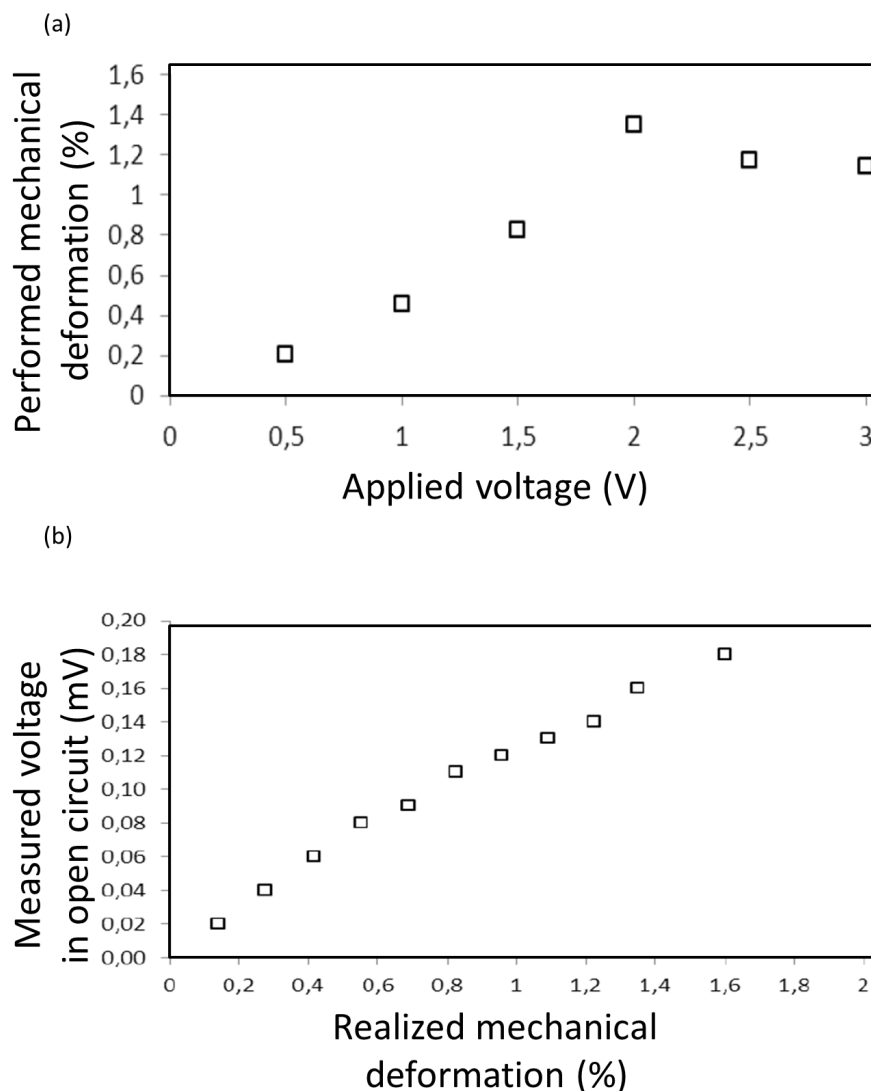 (a)
Performed mechanical
deformation (%)
1,6
1,4
1,2
1
0,8
0,6
0,4
0,2
0
0 0,5 1 1,5 2 2,5 3
Applied voltage (V)
(b)
Measured voltage
in open circuit (mV)
0,20
0,18
0,16
0,14
0,12
0,10
0,08
0,06
0,04
0,02
0,00
0 0,2 0,4 0,6 0,8 1 1,2 1,4 1,6 1,8 2
Realized mechanical
deformation (%)